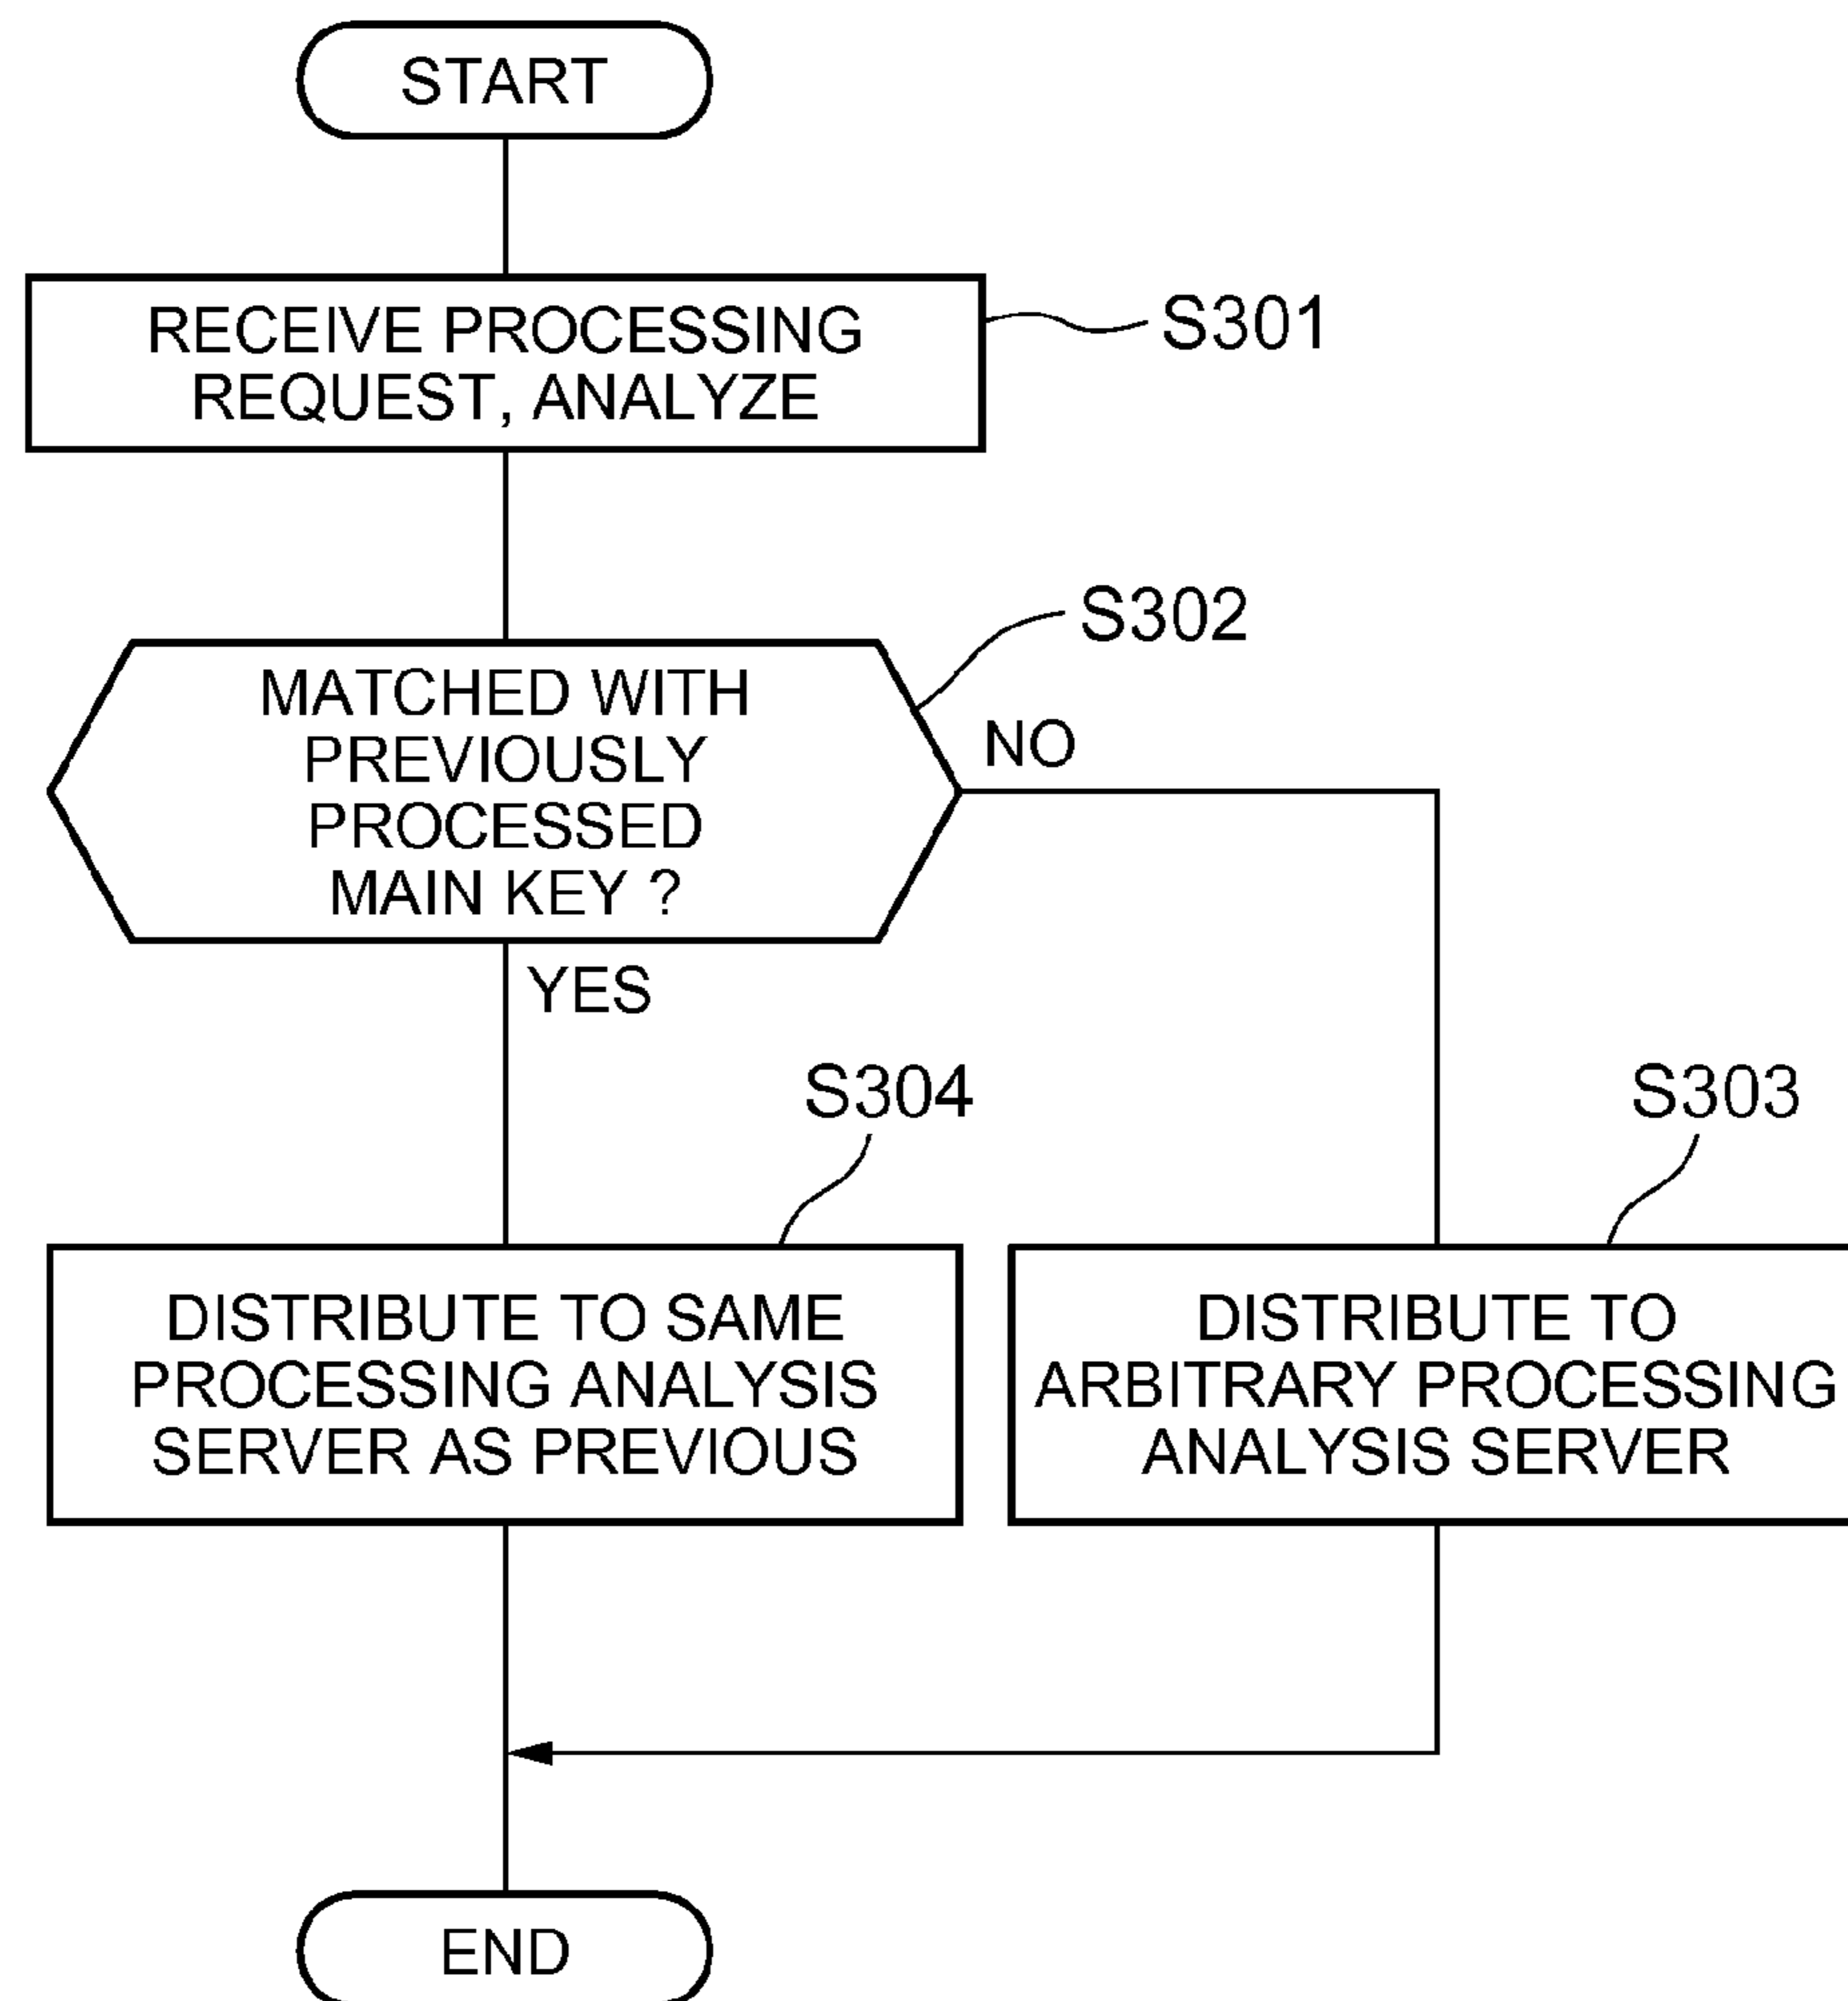 START
RECEIVE PROCESSING
REQUEST, ANALYZE
S301
S302
MATCHED WITH
PREVIOUSLY
PROCESSED
MAIN KEY ?
NO
YES
S304
S303
DISTRIBUTE TO SAME
PROCESSING ANALYSIS
SERVER AS PREVIOUS
DISTRIBUTE TO
ARBITRARY PROCESSING
ANALYSIS SERVER
END